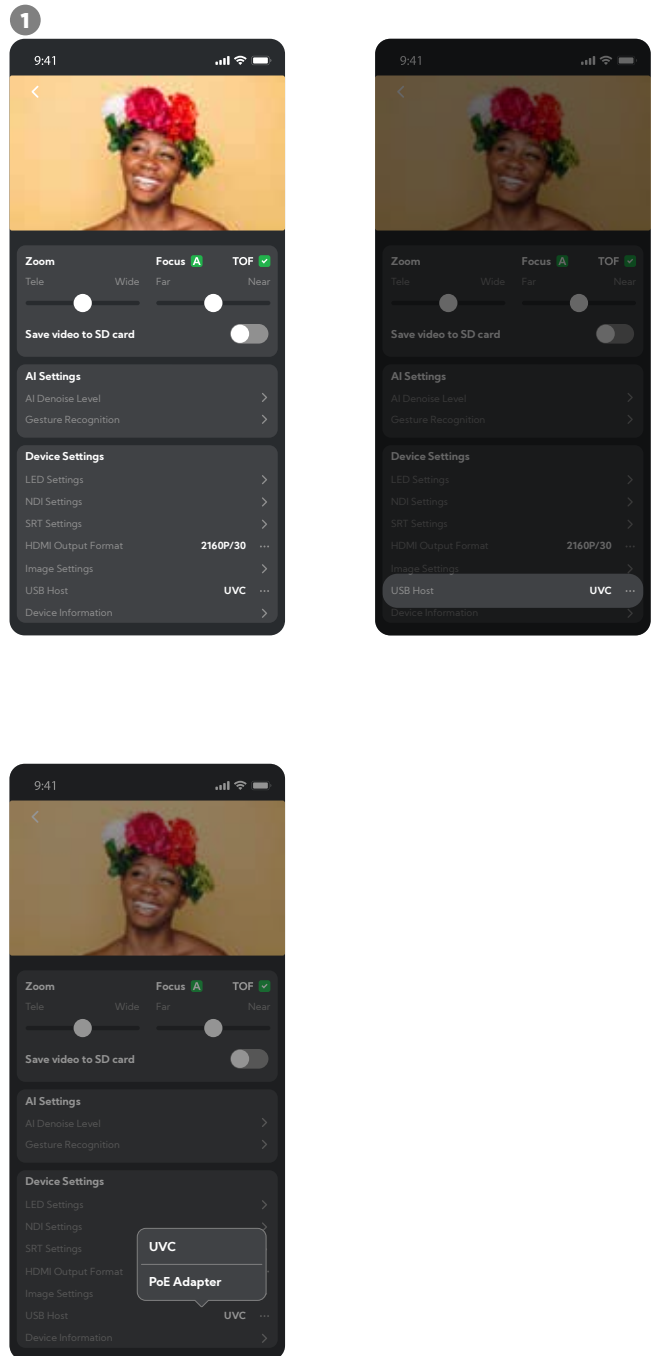 1
9:41
Zoom Focus A TOF
Tele Wide Far Near
Save video to SD card
AI Settings
AI Denoise Level
Gesture Recognition
Device Settings
LED Settings
NDI Settings
SRT Settings
HDMI Output Format 2160P/30 ...
Image Settings
USB Host UVC ...
Device Information
9:41
Zoom Focus A TOF
Tele Wide Far Near
Save video to SD card
AI Settings
AI Denoise Level
Gesture Recognition
Device Settings
LED Settings
NDI Settings
SRT Settings
HDMI Output Format 2160P/30 ...
Image Settings
USB Host UVC ...
Device Information
9:41
Zoom Focus A TOF
Tele Wide Far Near
Save video to SD card
AI Settings
AI Denoise Level
Gesture Recognition
Device Settings
LED Settings
NDI Settings
SRT Settings
UVC
HDMI Output Format
PoE Adapter
Image Settings
USB Host UVC ...
Device Information